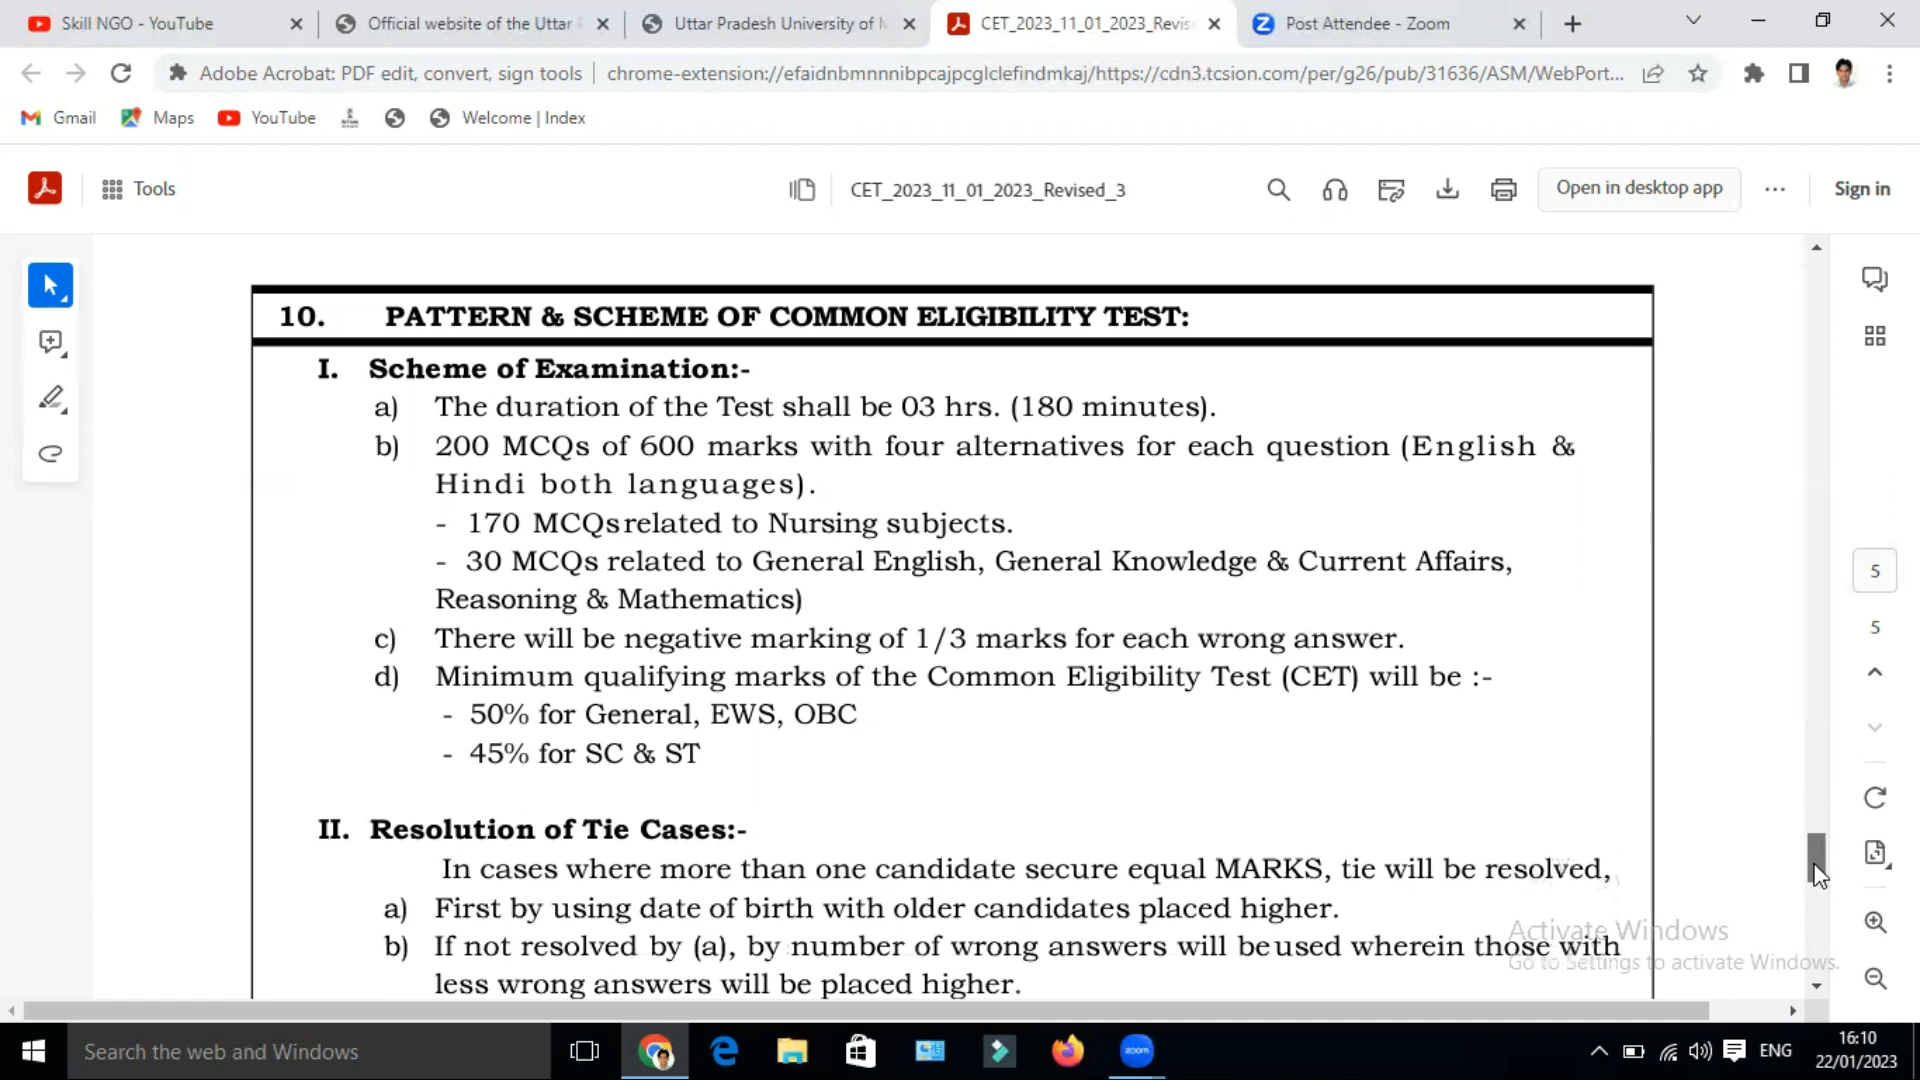 Skill NGO - YouTube
Official website of the Uttar
Uttar Pradesh University of
CET_2023_11_01_2023_Revis
Post Attendee - Zoom
Adobe Acrobat: PDF edit, convert, sign tools
chrome-extension://efaidnbmnnnibpcajpcglclefindmkaj/https://cdn3.tcsion.com/per/g26/pub/31636/ASM/WebPort...
Gmail
Maps
YouTube
Welcome | Index
Tools
CET_2023_11_01_2023_Revised_3
Open in desktop app
Sign in
10. PATTERN & SCHEME OF COMMON ELIGIBILITY TEST:
I. Scheme of Examination:-
a) The duration of the Test shall be 03 hrs. (180 minutes).
b) 200 MCQs of 600 marks with four alternatives for each question (English &
Hindi both languages).
- 170 MCQsrelated to Nursing subjects.
- 30 MCQs related to General English, General Knowledge & Current Affairs,
Reasoning & Mathematics)
c) There will be negative marking of 1/3 marks for each wrong answer.
d) Minimum qualifying marks of the Common Eligibility Test (CET) will be :-
- 50% for General, EWS, OBC
- 45% for SC & ST
II. Resolution of Tie Cases:-
In cases where more than one candidate secure equal MARKS, tie will be resolved,
a) First by using date of birth with older candidates placed higher.
b) If not resolved by (a), by number of wrong answers will beused wherein those with
less wrong answers will be placed higher.
5
5
Activate Windows
Go to Settings to activate Windows.
Search the web and Windows
zoom
ENG
16:10
22/01/2023